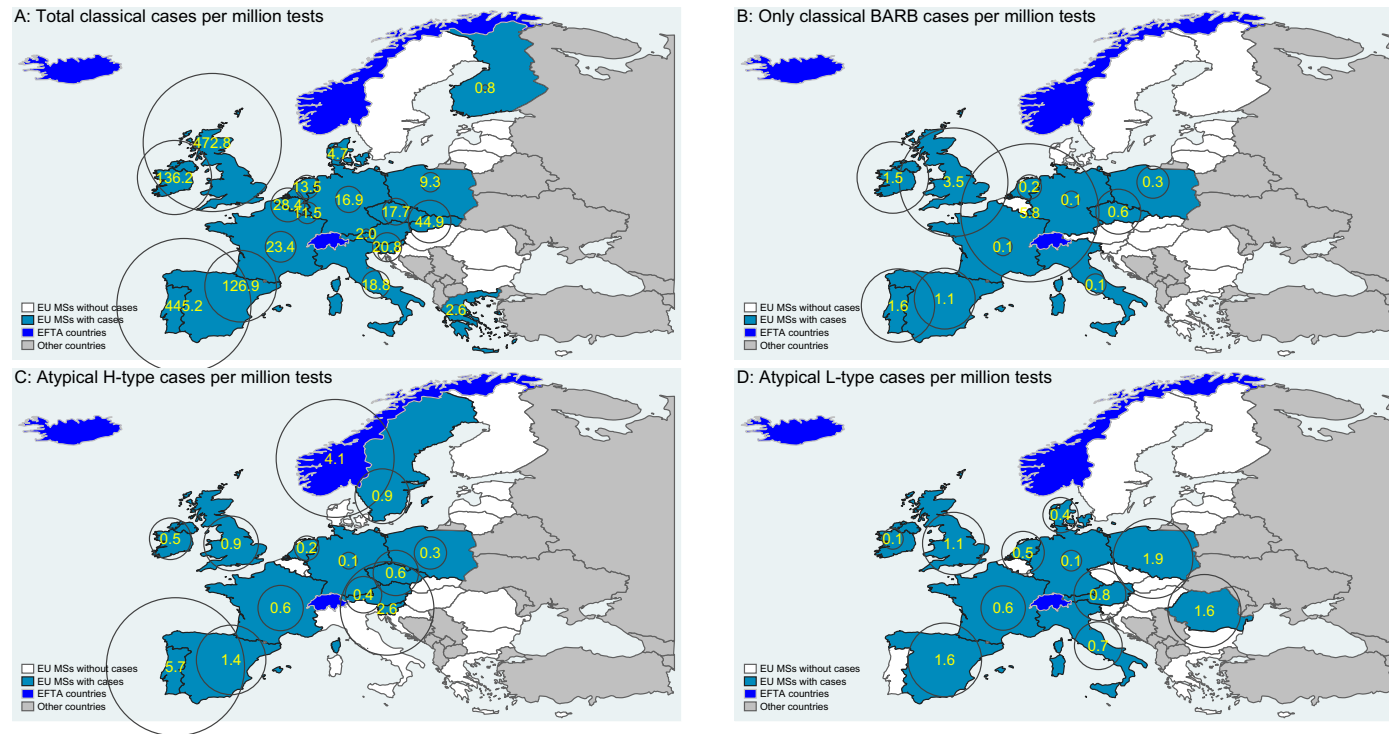 A: Total classical cases per million tests
0.8
472.8
4.7
136.2
13.5
9.3
28.4
16.9
11.5
17.7
44.9
2.0
23.4
20.8
126.9
18.8
445.2
2.6
EU MSs without cases
EU MSs with cases
EFTA countries
Other countries
B: Only classical BARB cases per million tests
1.5
3.5
0.2
0.3
0.1
3.8
0.6
0.1
1.6
1.1
0.1
EU MSs without cases
EU MSs with cases
EFTA countries
Other countries
C: Atypical H-type cases per million tests
4.1
0.9
0.5
0.9
0.2
0.3
0.1
0.6
0.4
0.6
2.6
5.7
1.4
EU MSs without cases
EU MSs with cases
EFTA countries
Other countries
D: Atypical L-type cases per million tests
0.4
0.1
1.1
0.5
0.1
1.9
0.8
0.6
1.6
0.7
1.6
EU MSs without cases
EU MSs with cases
EFTA countries
Other countries